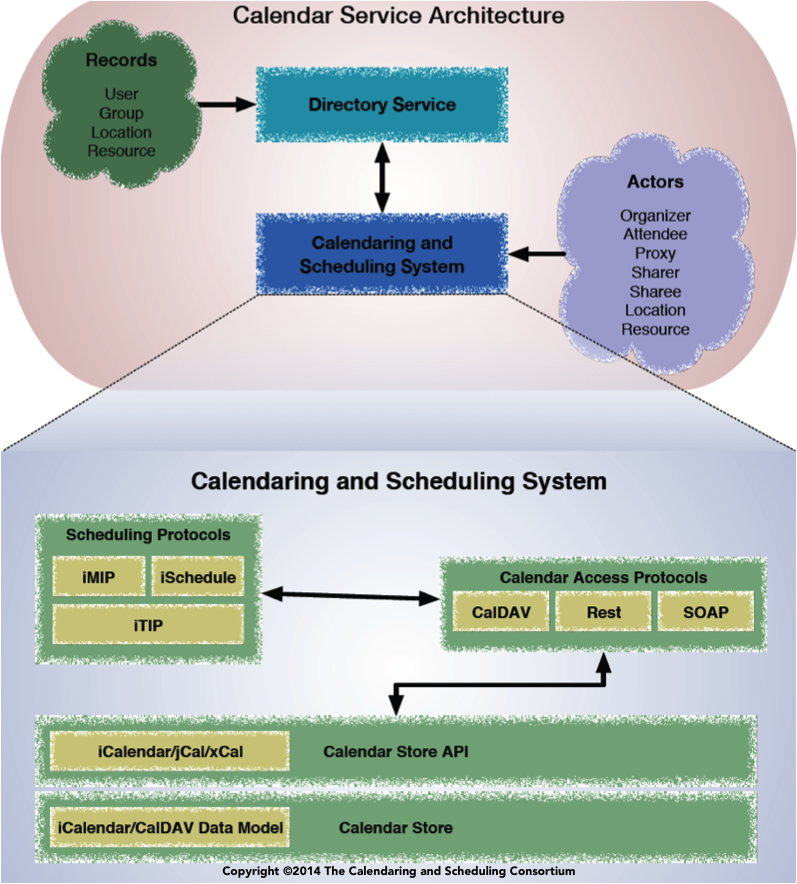 Calendar Service Architecture
Records
User
Group
Location
Resource
Directory Service
Calendaring and
Scheduling System
Actors
Organizer
Attendee
Proxy
Sharer
Sharee
Location
Resource
Calendaring and Scheduling System
Scheduling Protocols
iMIP
iSchedule
iTIP
Calendar Access Protocols
CalDAV
Rest
SOAP
iCalendar/jCal/xCal
Calendar Store API
iCalendar/CalDAV Data Model
Calendar Store
Copyright ©2014 The Calendaring and Scheduling Consortium